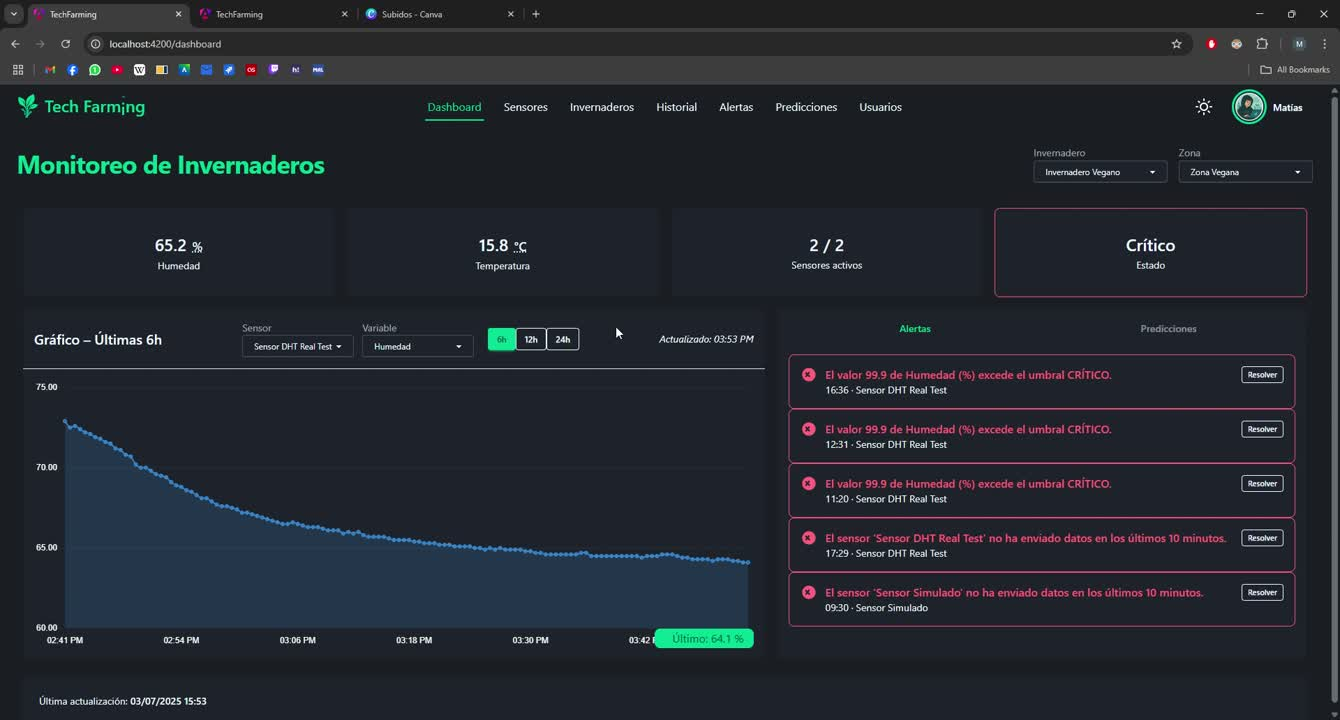 TechFarming
TechFarming
Subidos - Canva
localhost:4200/dashboard
M
All Bookmarks
Tech Farming
Dashboard
Sensores
Invernaderos
Historial
Alertas
Predicciones
Usuarios
Matías
Monitoreo de Invernaderos
Invernadero
Invernadero Vegano
Zona
Zona Vegana
65.2 %
Humedad
15.8 °C
Temperatura
2 / 2
Sensores activos
Crítico
Estado
Gráfico – Últimas 6h
Sensor
Sensor DHT Real Test
Variable
Humedad
6h
12h
24h
Actualizado: 03:53 PM
75.00
70.00
65.00
60.00
02:41 PM
02:54 PM
03:06 PM
03:18 PM
03:30 PM
03:42
Último: 64.1 %
Alertas
Predicciones
El valor 99.9 de Humedad (%) excede el umbral CRÍTICO.
16:36 · Sensor DHT Real Test
Resolver
El valor 99.9 de Humedad (%) excede el umbral CRÍTICO.
12:31 · Sensor DHT Real Test
Resolver
El valor 99.9 de Humedad (%) excede el umbral CRÍTICO.
11:20 · Sensor DHT Real Test
Resolver
El sensor 'Sensor DHT Real Test' no ha enviado datos en los últimos 10 minutos.
17:29 · Sensor DHT Real Test
Resolver
El sensor 'Sensor Simulado' no ha enviado datos en los últimos 10 minutos.
09:30 · Sensor Simulado
Resolver
Última actualización: 03/07/2025 15:53